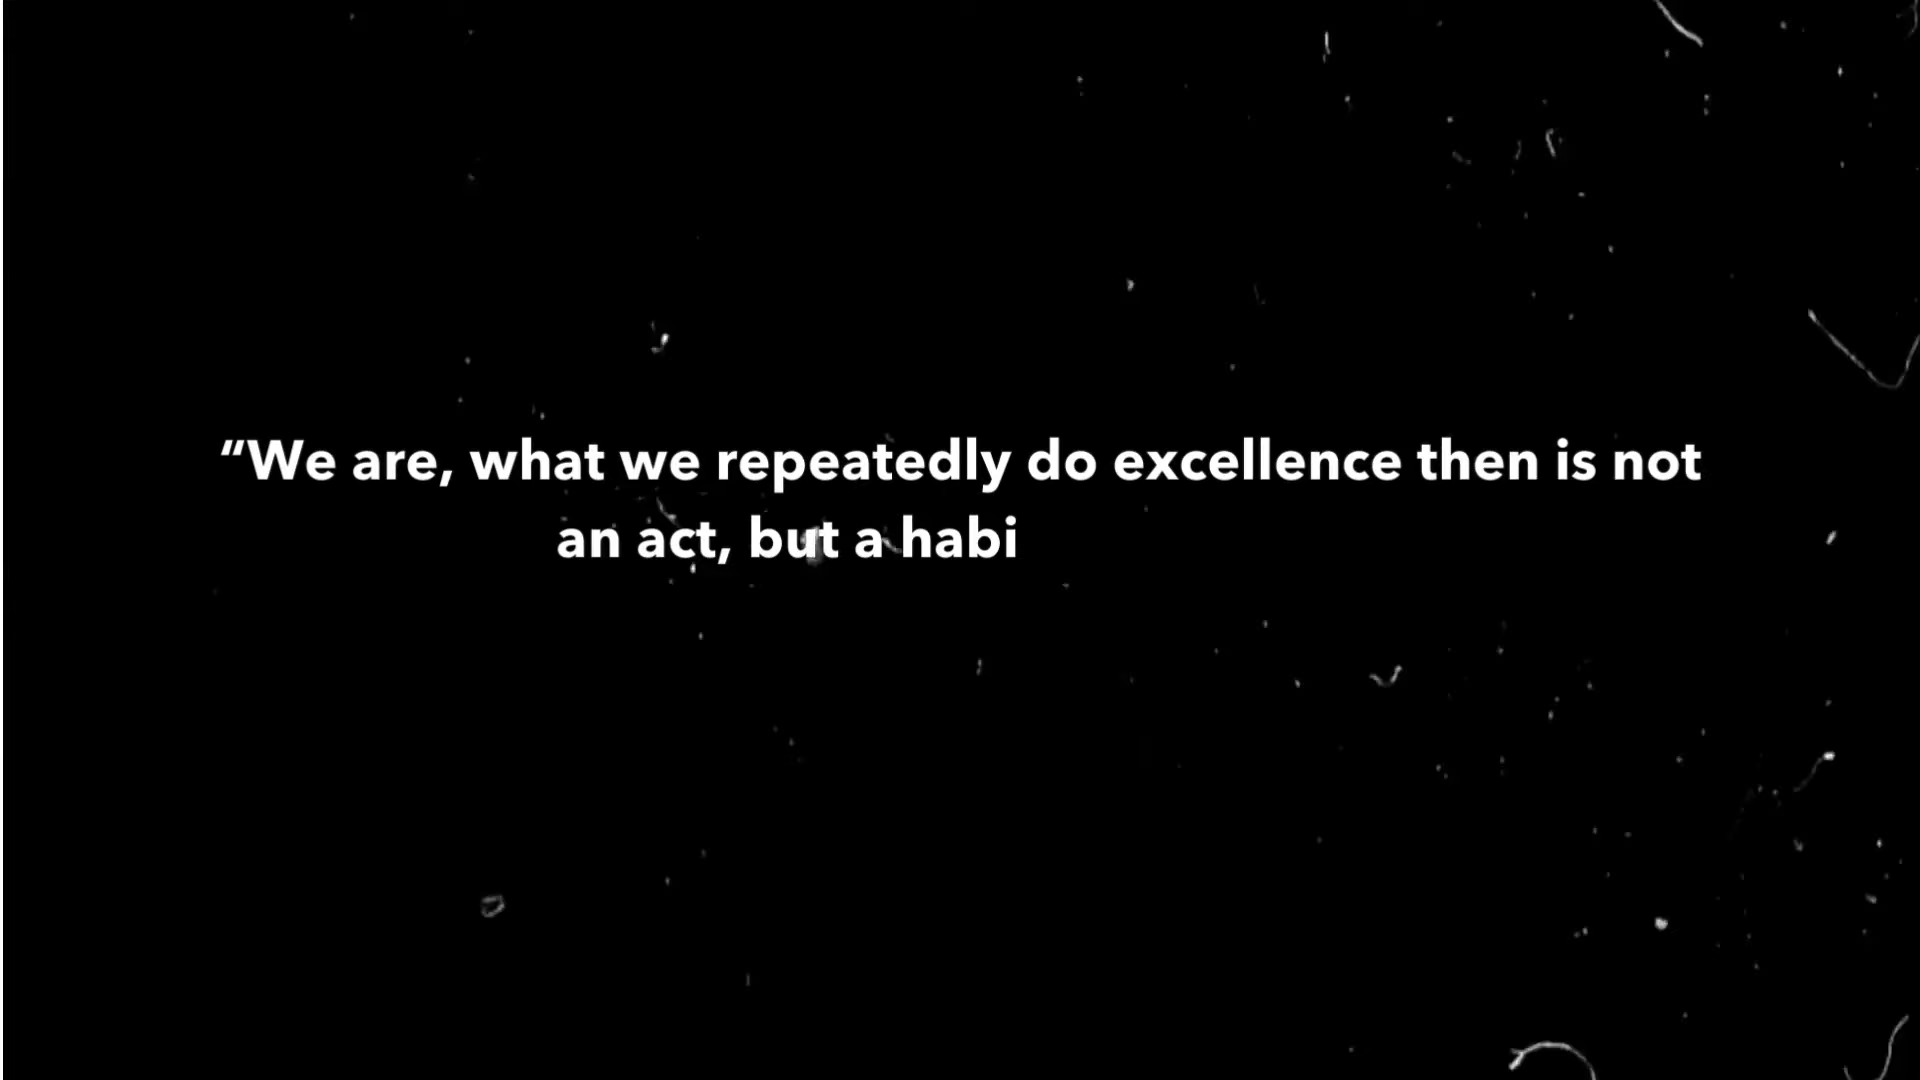 “We are, what we repeatedly do excellence then is not
an act, but a habi